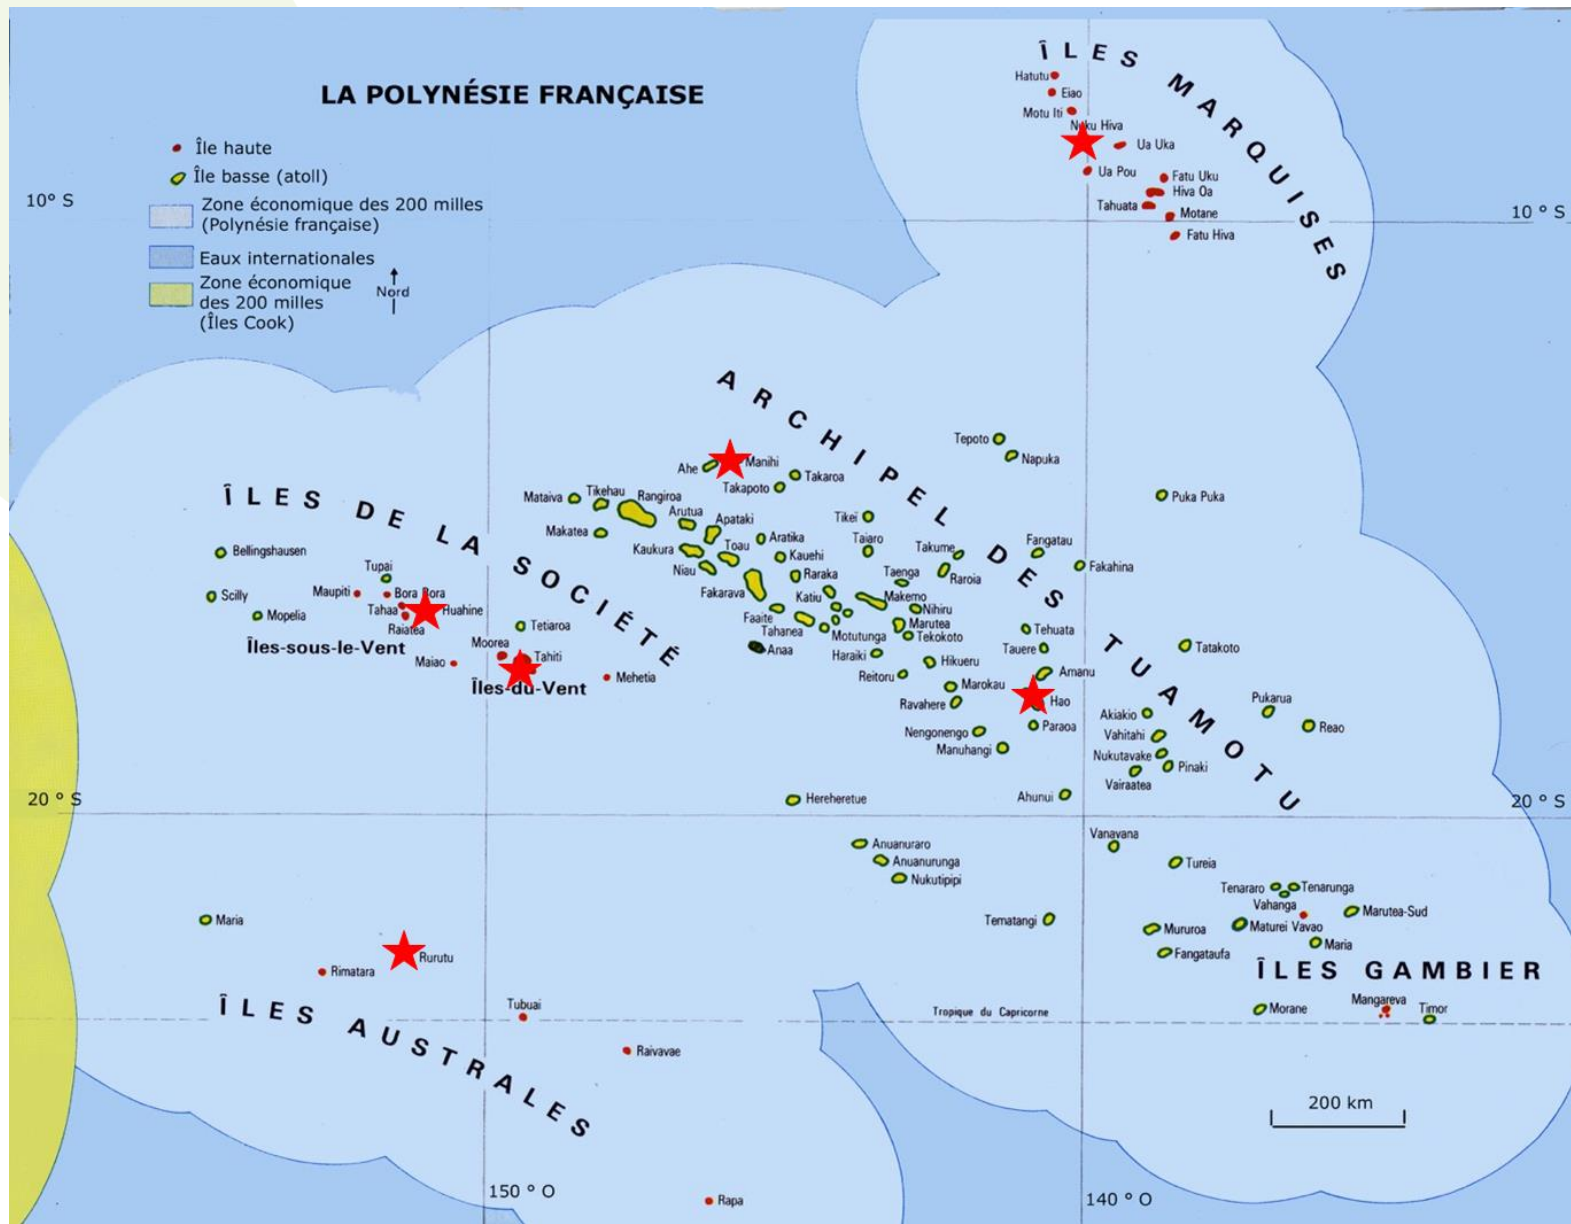 LA POLYNÉSIE FRANÇAISE
Île haute
Île basse (atoll)
Zone économique des 200 milles
(Polynésie française)
Eaux internationales
Zone économique
des 200 milles
(Îles Cook)
Nord
10° S
10 ° S
ÎLES MARQUISES
Hatutu
Eiao
Motu Iti
Nuku Hiva
Ua Uka
Ua Pou
Fatu Uku
Hiva Oa
Tahuata
Motane
Fatu Hiva
ARCHIPEL DES TUAMOTU
Tepoto
Napuka
Ahe
Manihi
Takaroa
Takapoto
Puka Puka
Mataiva
Tikehau
Rangiroa
Arutua
Apataki
Tikei
Makatea
Kaukura
Toau
Aratika
Taiaro
Takume
Fangatau
Niau
Kauehi
Raroia
Fakahina
Fakarava
Raraka
Taenga
Katiu
Makemo
Nihiru
Faaite
Tahanea
Motutunga
Marutea
Tekokoto
Tehuata
Anaa
Haraiki
Hikueru
Tauere
Tatakoto
Reitoru
Marokau
Amanu
Ravahere
Hao
Paraoa
Akiakio
Pukarua
Reao
Nengonengo
Vahitahi
Manuhangi
Nukutavake
Pinaki
Vairaatea
Hereheretue
Ahunui
ÎLES DE LA SOCIÉTÉ
Bellingshausen
Tupai
Scilly
Maupiti
Bora Bora
Tahaa
Huahine
Mopelia
Raiatea
Tetiaroa
Îles-sous-le-Vent
Moorea
Tahiti
Maiao
Îles-du-Vent
Mehetia
20 ° S
20 ° S
Anuanuraro
Anuanurunga
Nukutipipi
Vanavana
Tureia
Tenararo
Tenarunga
Vahanga
Marutea-Sud
Tematangi
Mururoa
Maturei Vavao
Fangataufa
Maria
ÎLES GAMBIER
Morane
Mangareva
Timor
Maria
Rurutu
Rimatara
ÎLES AUSTRALES
Tubuai
Tropique du Capricorne
Raivavae
200 km
150 ° O
Rapa
140 ° O